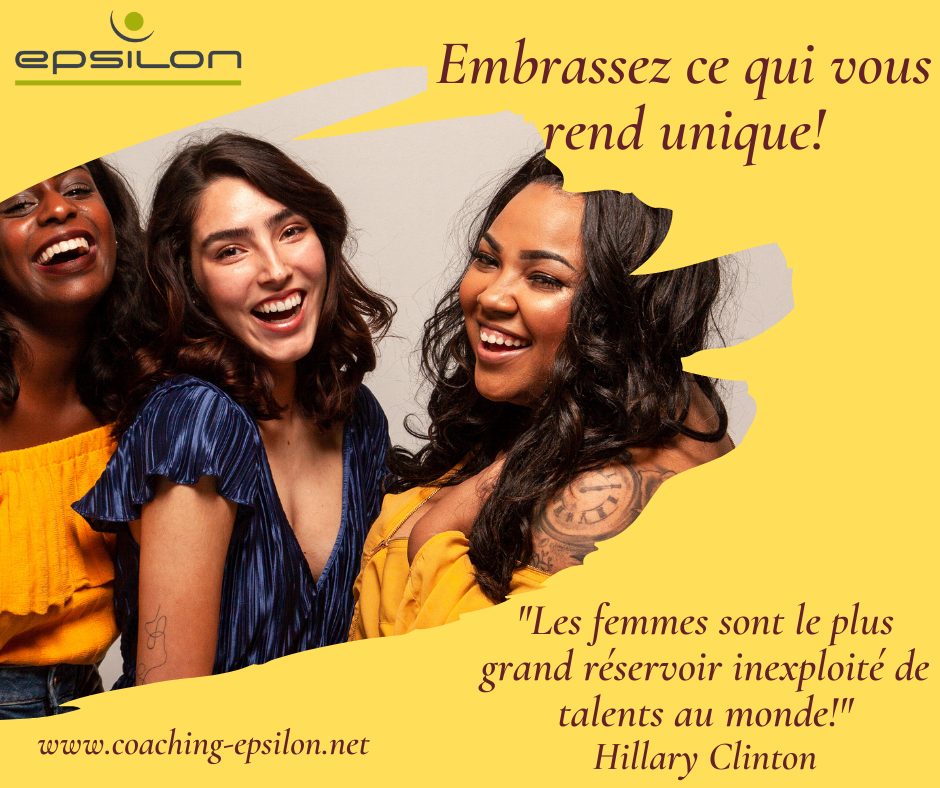 epsilon
Embrassez ce qui vous
rend unique!
"Les femmes sont le plus
grand réservoir inexploité de
talents au monde!"
Hillary Clinton
www.coaching-epsilon.net